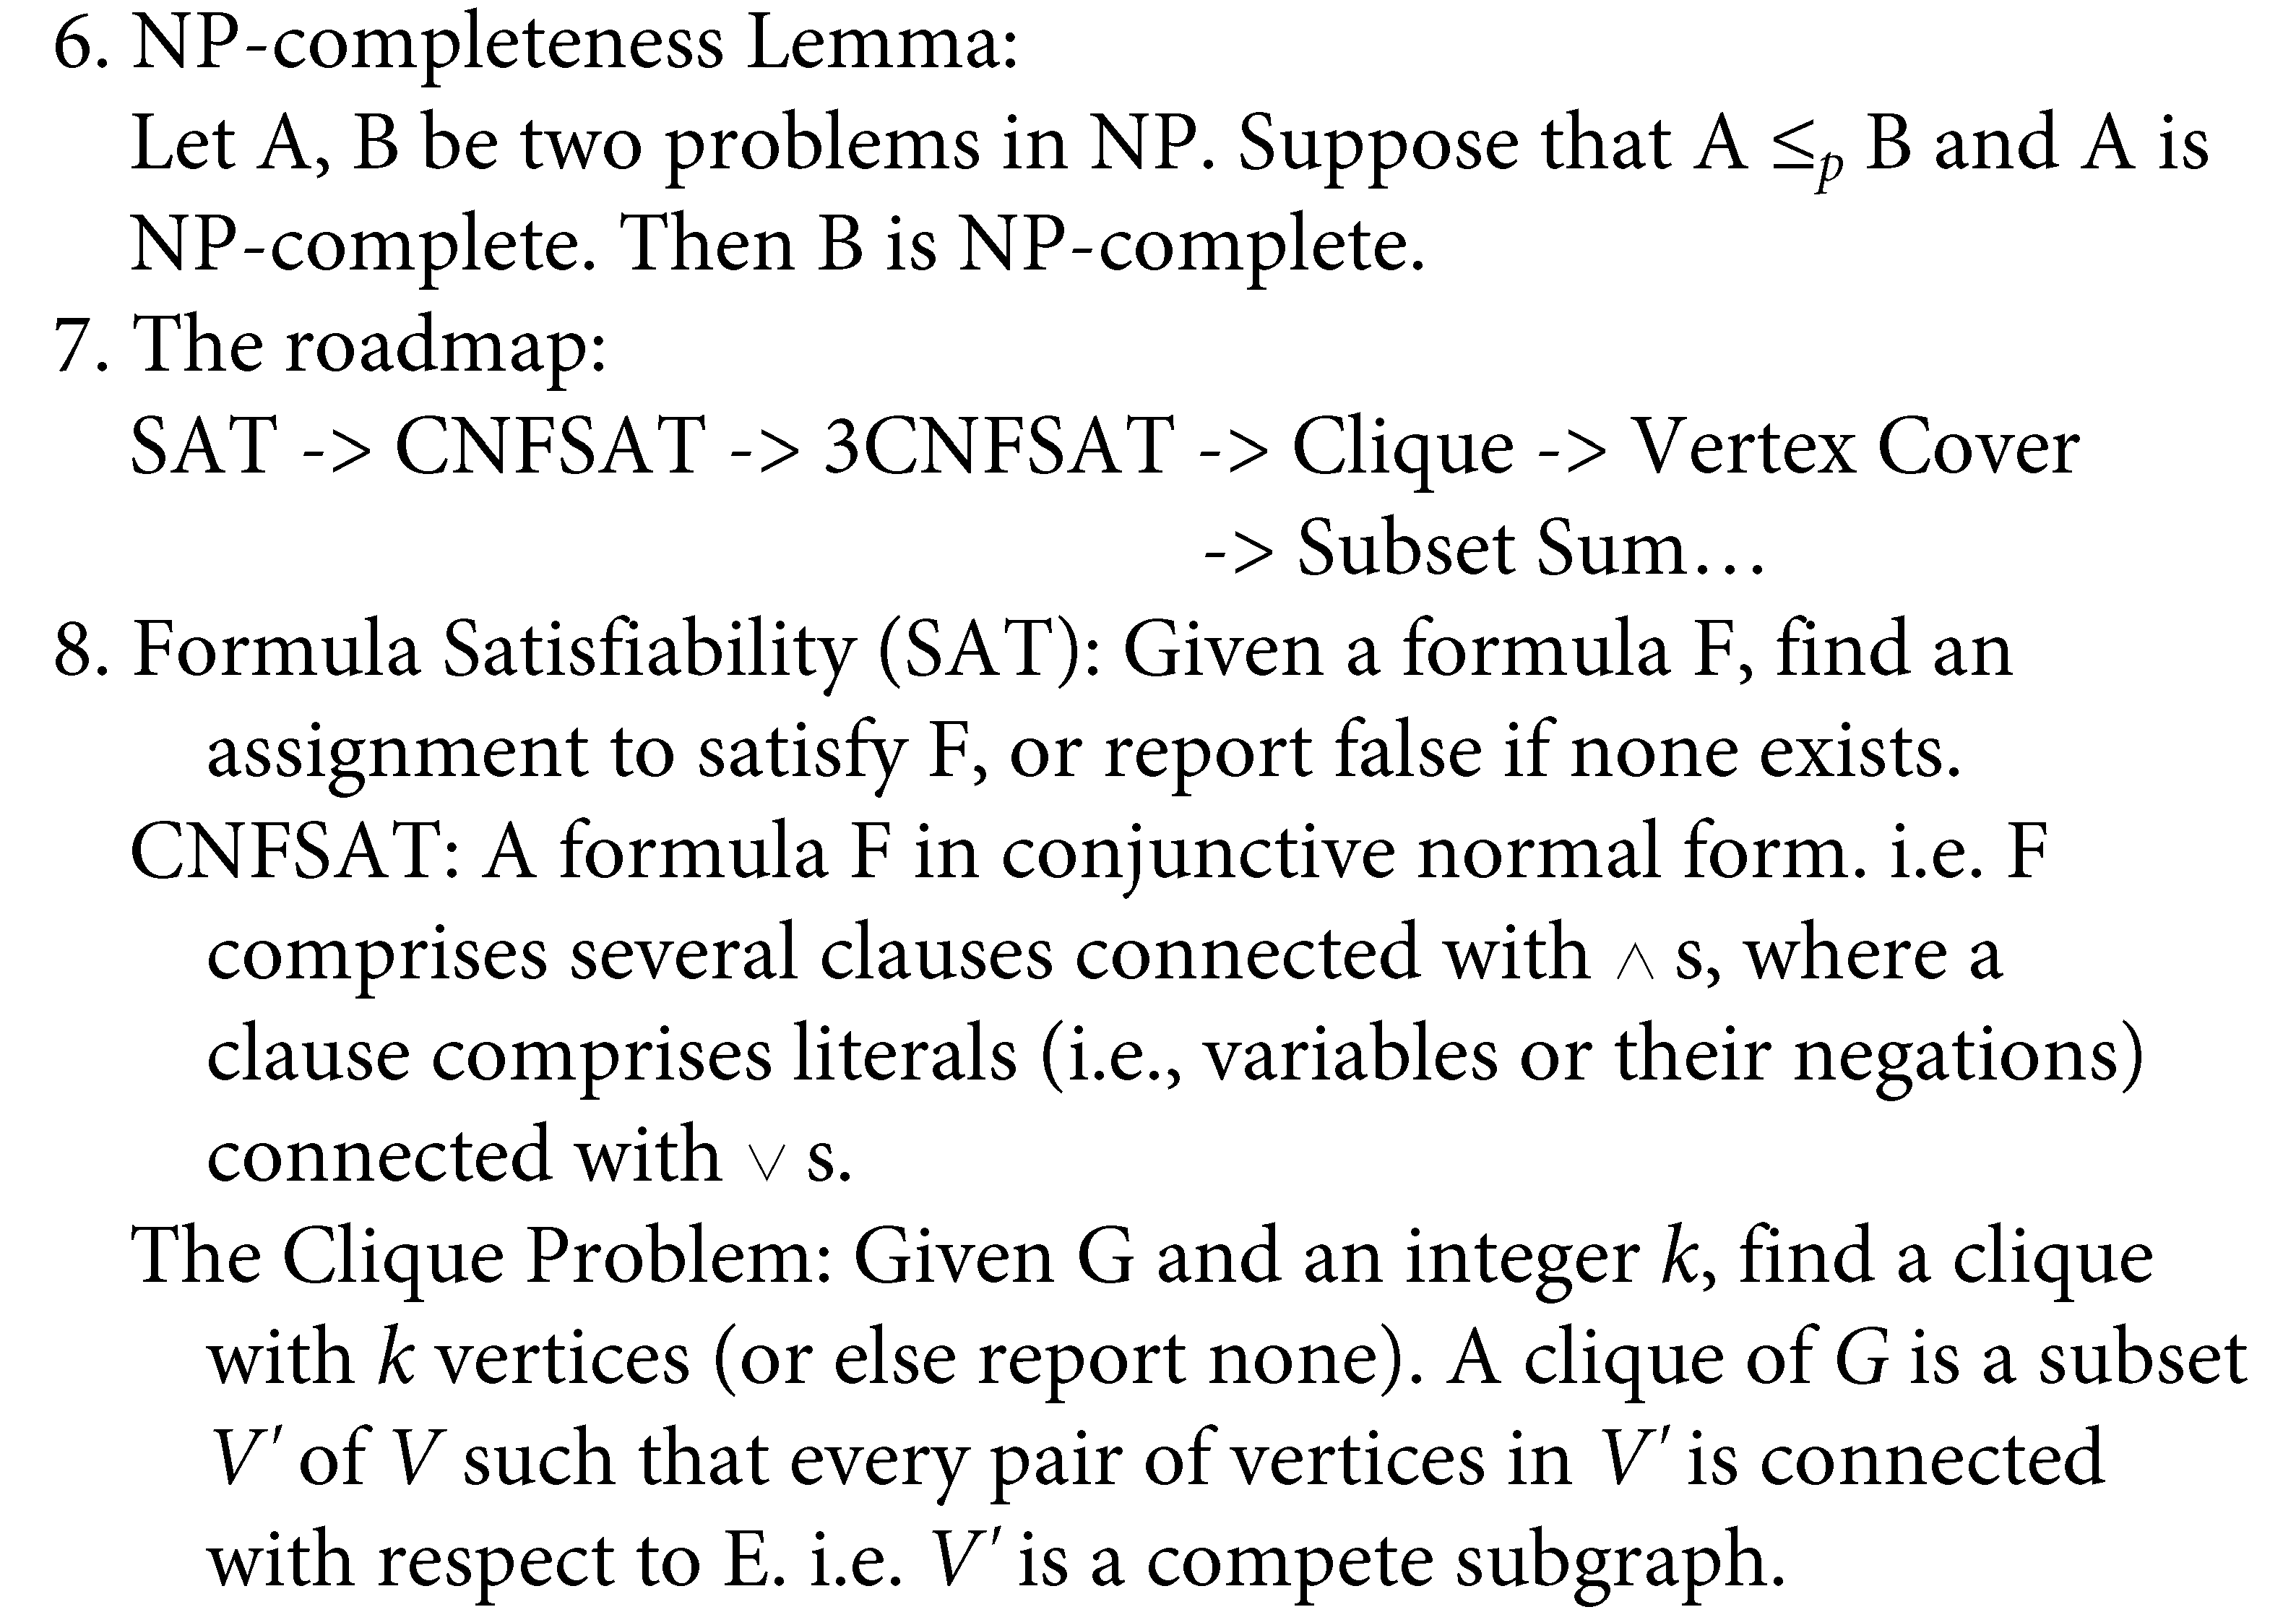 6. NP-completeness Lemma:
Let A, B be two problems in NP. Suppose that A ≤p B and A is
NP-complete. Then B is NP-complete.
7. The roadmap:
SAT -> CNFSAT -> 3CNFSAT -> Clique -> Vertex Cover
-> Subset Sum…
8. Formula Satisfiability (SAT): Given a formula F, find an
assignment to satisfy F, or report false if none exists.
CNFSAT: A formula F in conjunctive normal form. i.e. F
comprises several clauses connected with ∧ s, where a
clause comprises literals (i.e., variables or their negations)
connected with ∨ s.
The Clique Problem: Given G and an integer k, find a clique
with k vertices (or else report none). A clique of G is a subset
V′ of V such that every pair of vertices in V′ is connected
with respect to E. i.e. V′ is a compete subgraph.